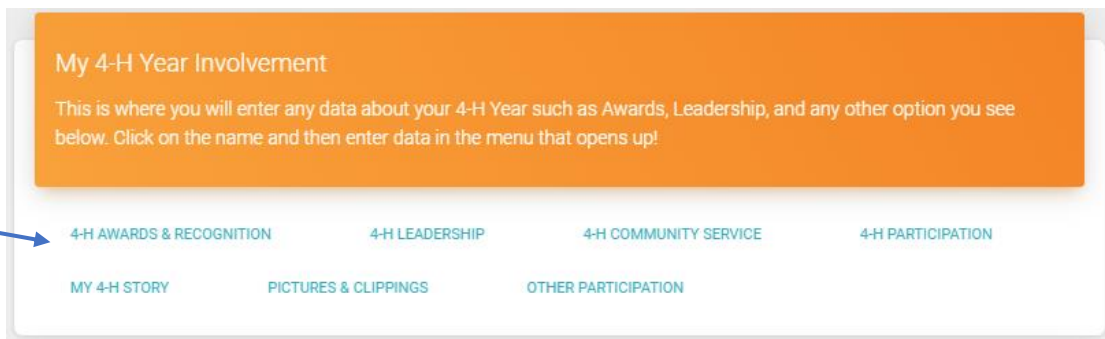 My 4-H Year Involvement
This is where you will enter any data about your 4-H Year such as Awards, Leadership, and any other option you see
below. Click on the name and then enter data in the menu that opens up!
4-H AWARDS & RECOGNITION 4-H LEADERSHIP 4-H COMMUNITY SERVICE 4-H PARTICIPATION
MY 4-H STORY PICTURES & CLIPPINGS OTHER PARTICIPATION